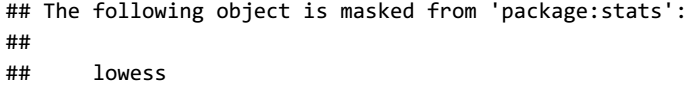 ## The following object is masked from 'package:stats':
##
##     lowess